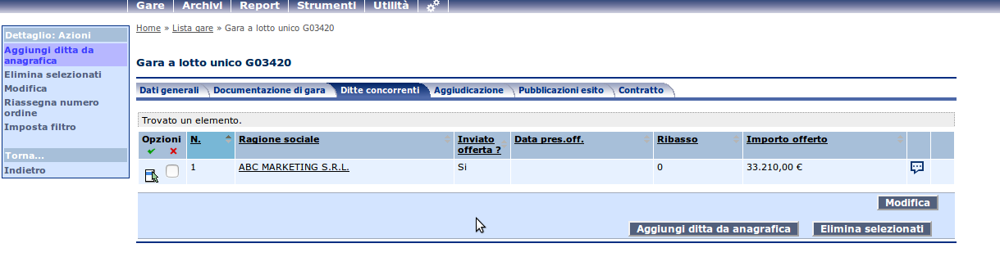 Gare Archivi Report Strumenti Utilità
Dettaglio: Azioni
Aggiungi ditta da
anagrafica
Elimina selezionati
Modifica
Riassegna numero
ordine
Imposta filtro
Torna...
Indietro
Home » Lista gare » Gara a lotto unico G03420
Gara a lotto unico G03420
Dati generali Documentazione di gara Ditte concorrenti Aggiudicazione Pubblicazioni esito Contratto
Trovato un elemento.
Opzioni N. Ragione sociale Inviato offerta ? Data pres.off. Ribasso Importo offerto
1 ABC MARKETING S.R.L. Si 0 33.210,00 €
Modifica
Aggiungi ditta da anagrafica Elimina selezionati